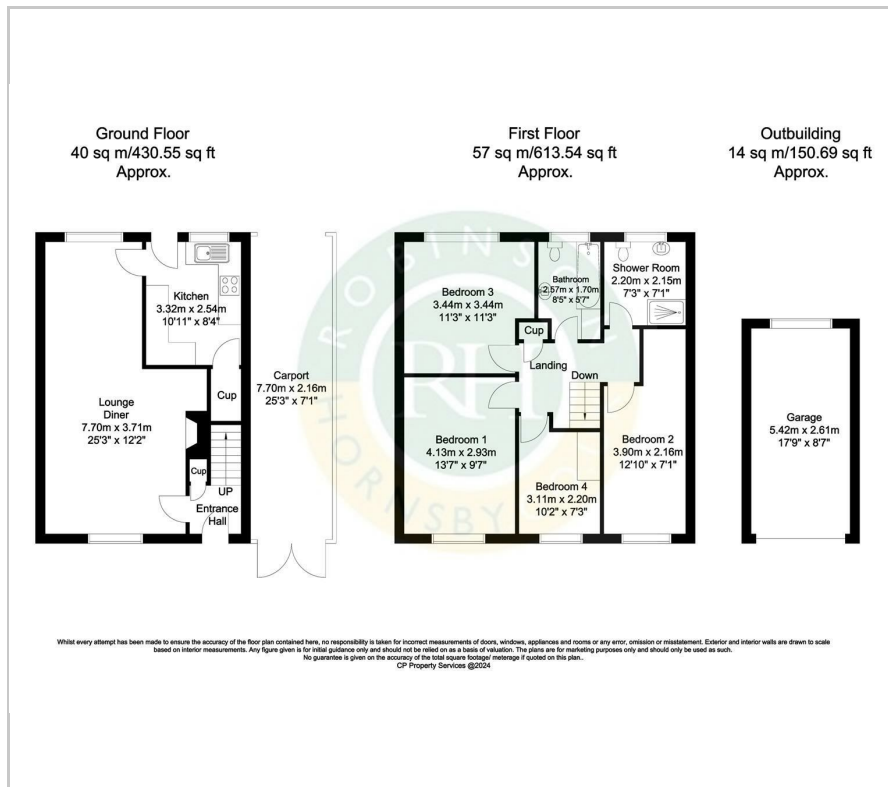 Ground Floor
40 sq m/430.55 sq ft
Approx.
First Floor
57 sq m/613.54 sq ft
Approx.
Outbuilding
14 sq m/150.69 sq ft
Approx.
Kitchen
3.32m x 2.54m
10'11" x 8'4"
Cup
Lounge
Diner
7.70m x 3.71m
25'3" x 12'2"
Cup
UP
Entrance
Hall
Carport
7.70m x 2.16m
25'3" x 7'1"
ROBINSON
RH
HORNSBY
Bedroom 3
3.44m x 3.44m
11'3" x 11'3"
Bathroom
2.57m x 1.70m
8'5" x 5'7"
Shower Room
2.20m x 2.15m
7'3" x 7'1"
Cup
Landing
Down
Bedroom 1
4.13m x 2.93m
13'7" x 9'7"
Bedroom 4
3.11m x 2.20m
10'2" x 7'3"
Bedroom 2
3.90m x 2.16m
12'10" x 7'1"
Garage
5.42m x 2.61m
17'9" x 8'7"
Whilst every attempt has been made to ensure the accuracy of the floor plan contained here, no responsibility is taken for incorrect measurements of doors, windows, appliances and rooms or any error, omission or misstatement. Exterior and interior walls are drawn to scale
based on interior measurements. Any figure given is for initial guidance only and should not be relied on as a basis of valuation. The plans are for marketing purposes only and should only be used as such.
No guarantee is given on the accuracy of the total square footage/ meterage if quoted on this plan..
CP Property Services @2024